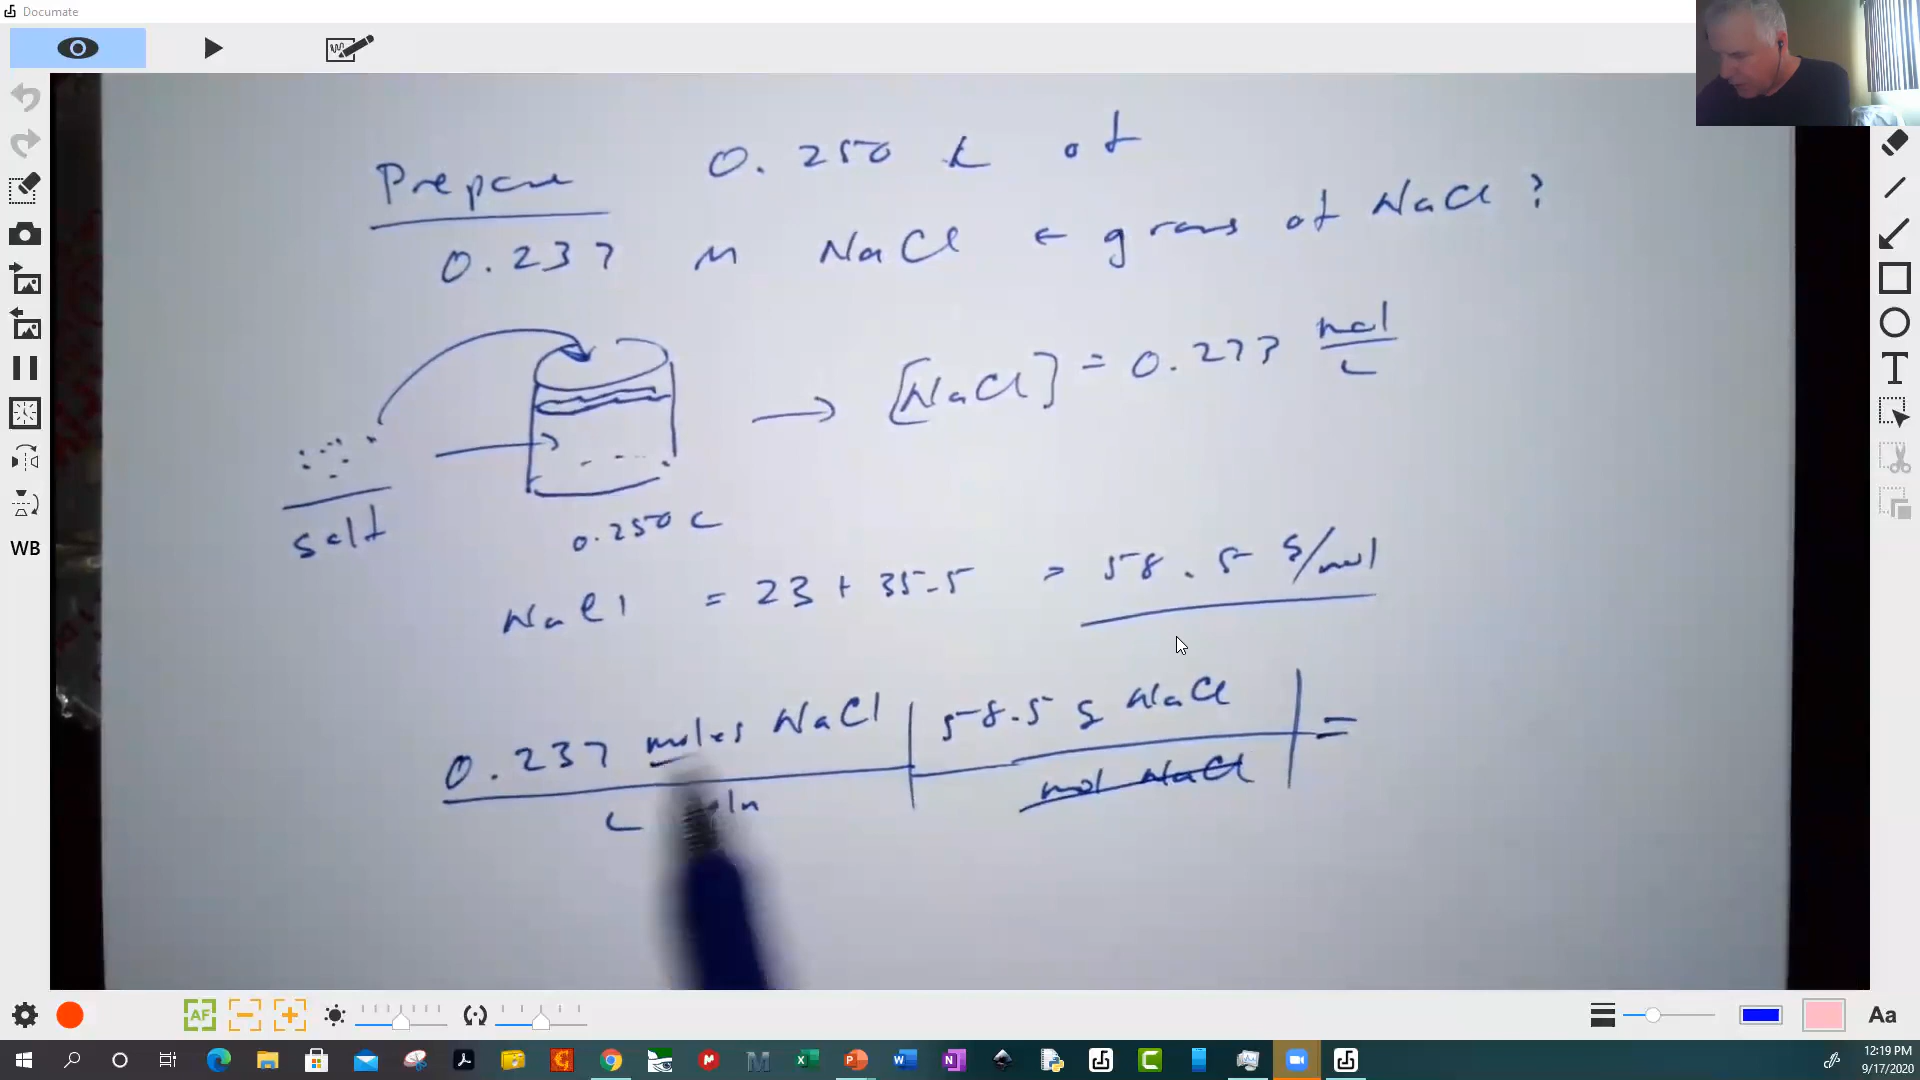 Documate
Prepare 0.250 L of
0.237 M NaCl ← grams of NaCl ?
[NaCl] = 0.273 mol
L
salt
0.250 L
NaCl = 23 + 35.5 = 58.5 g/mol
0.237 moles NaCl | 58.5 g NaCl | =
L soln | mol NaCl
WB
T
AF
Aa
12:19 PM
9/17/2020